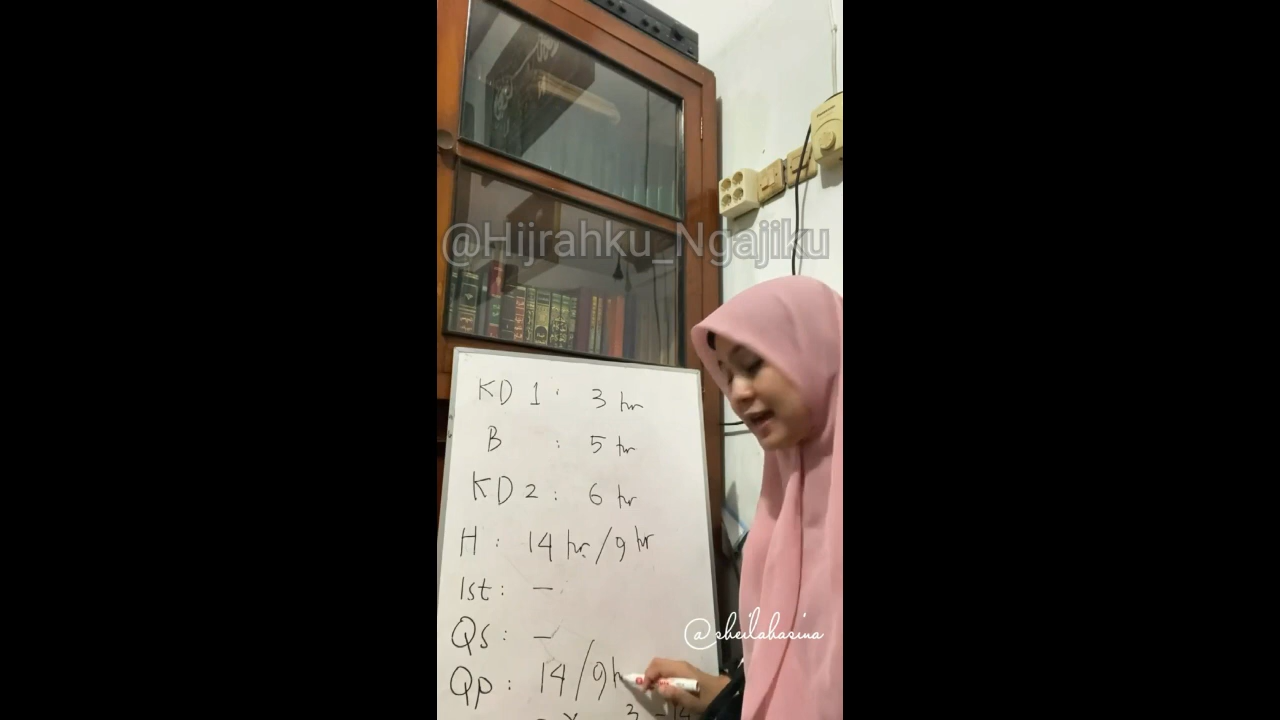 @Hijrahku_Ngajiku
KD 1 : 3 hr
B : 5 hr
KD 2 : 6 hr
H : 14 hr / 9 hr
Ist : –
Qs : –
Qp : 14 / 9 h
@sheilahasina